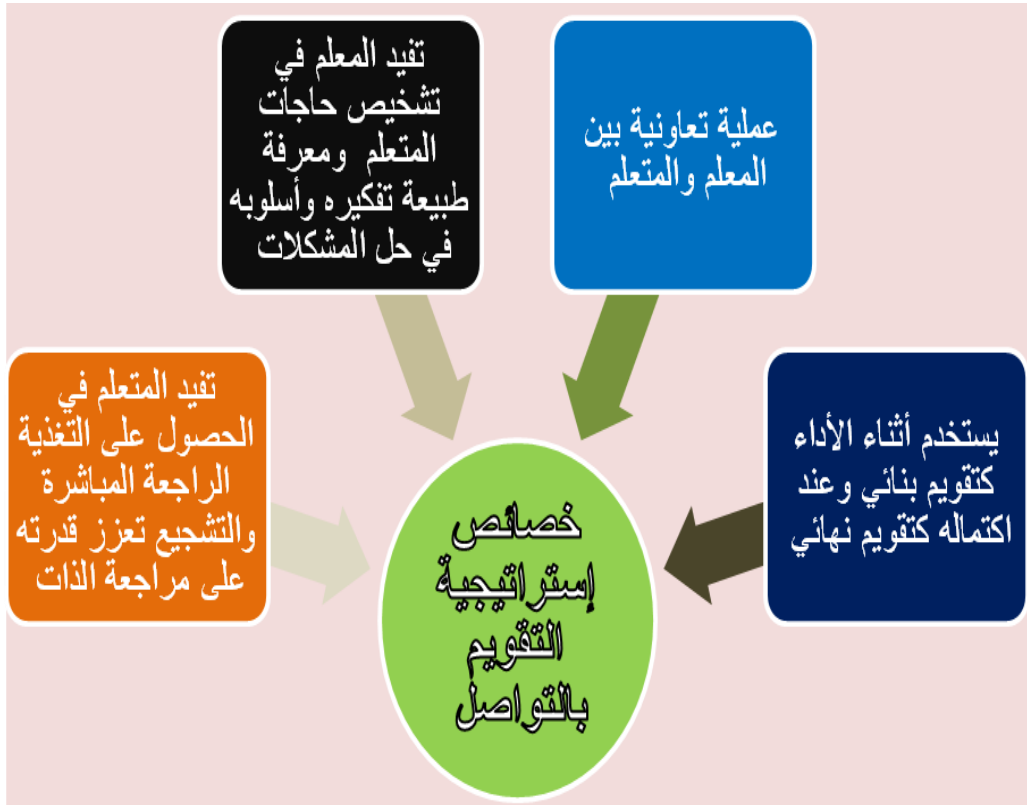 عملية تعاونية بين
المعلم والمتعلم
تفيد المعلم في
تشخيص حاجات
المتعلم ومعرفة
طبيعة تفكيره وأسلوبه
في حل المشكلات
يستخدم أثناء الأداء
كتقويم بنائي وعند
اكتماله كتقويم نهائي
تفيد المتعلم في
الحصول على التغذية
الراجعة المباشرة
والتشجيع تعزز قدرته
على مراجعة الذات
خصائص
إستراتيجية
التقويم
بالتواصل